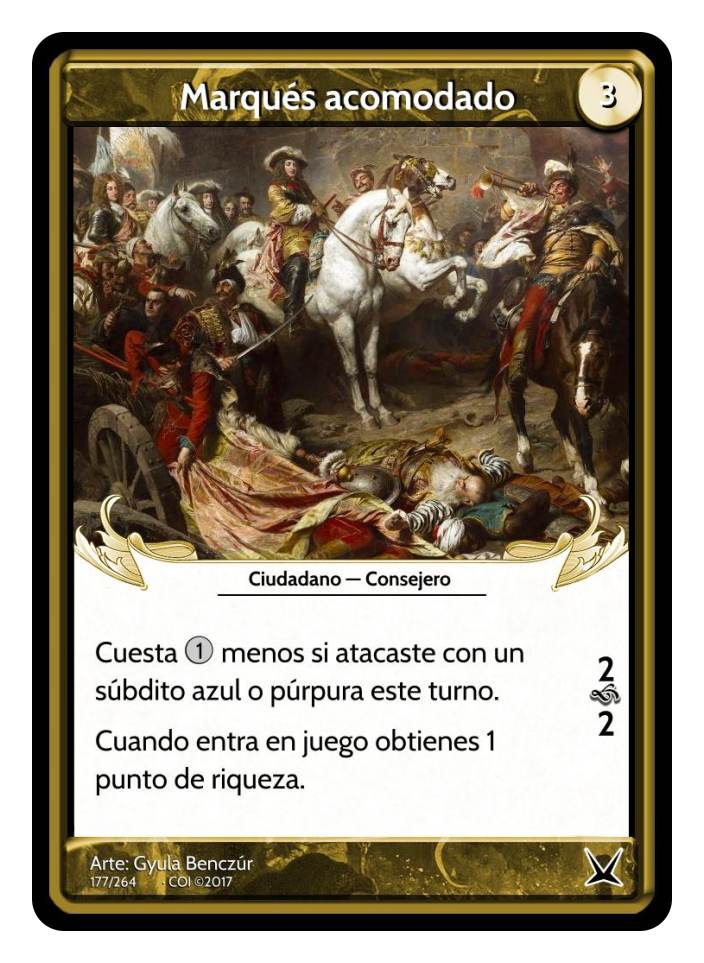 Marqués acomodado
3
Ciudadano — Consejero
Cuesta 1 menos si atacaste con un
súbdito azul o púrpura este turno.
Cuando entra en juego obtienes 1
punto de riqueza.
2
2
Arte: Gyula Benczúr
177/264 · COI ©2017